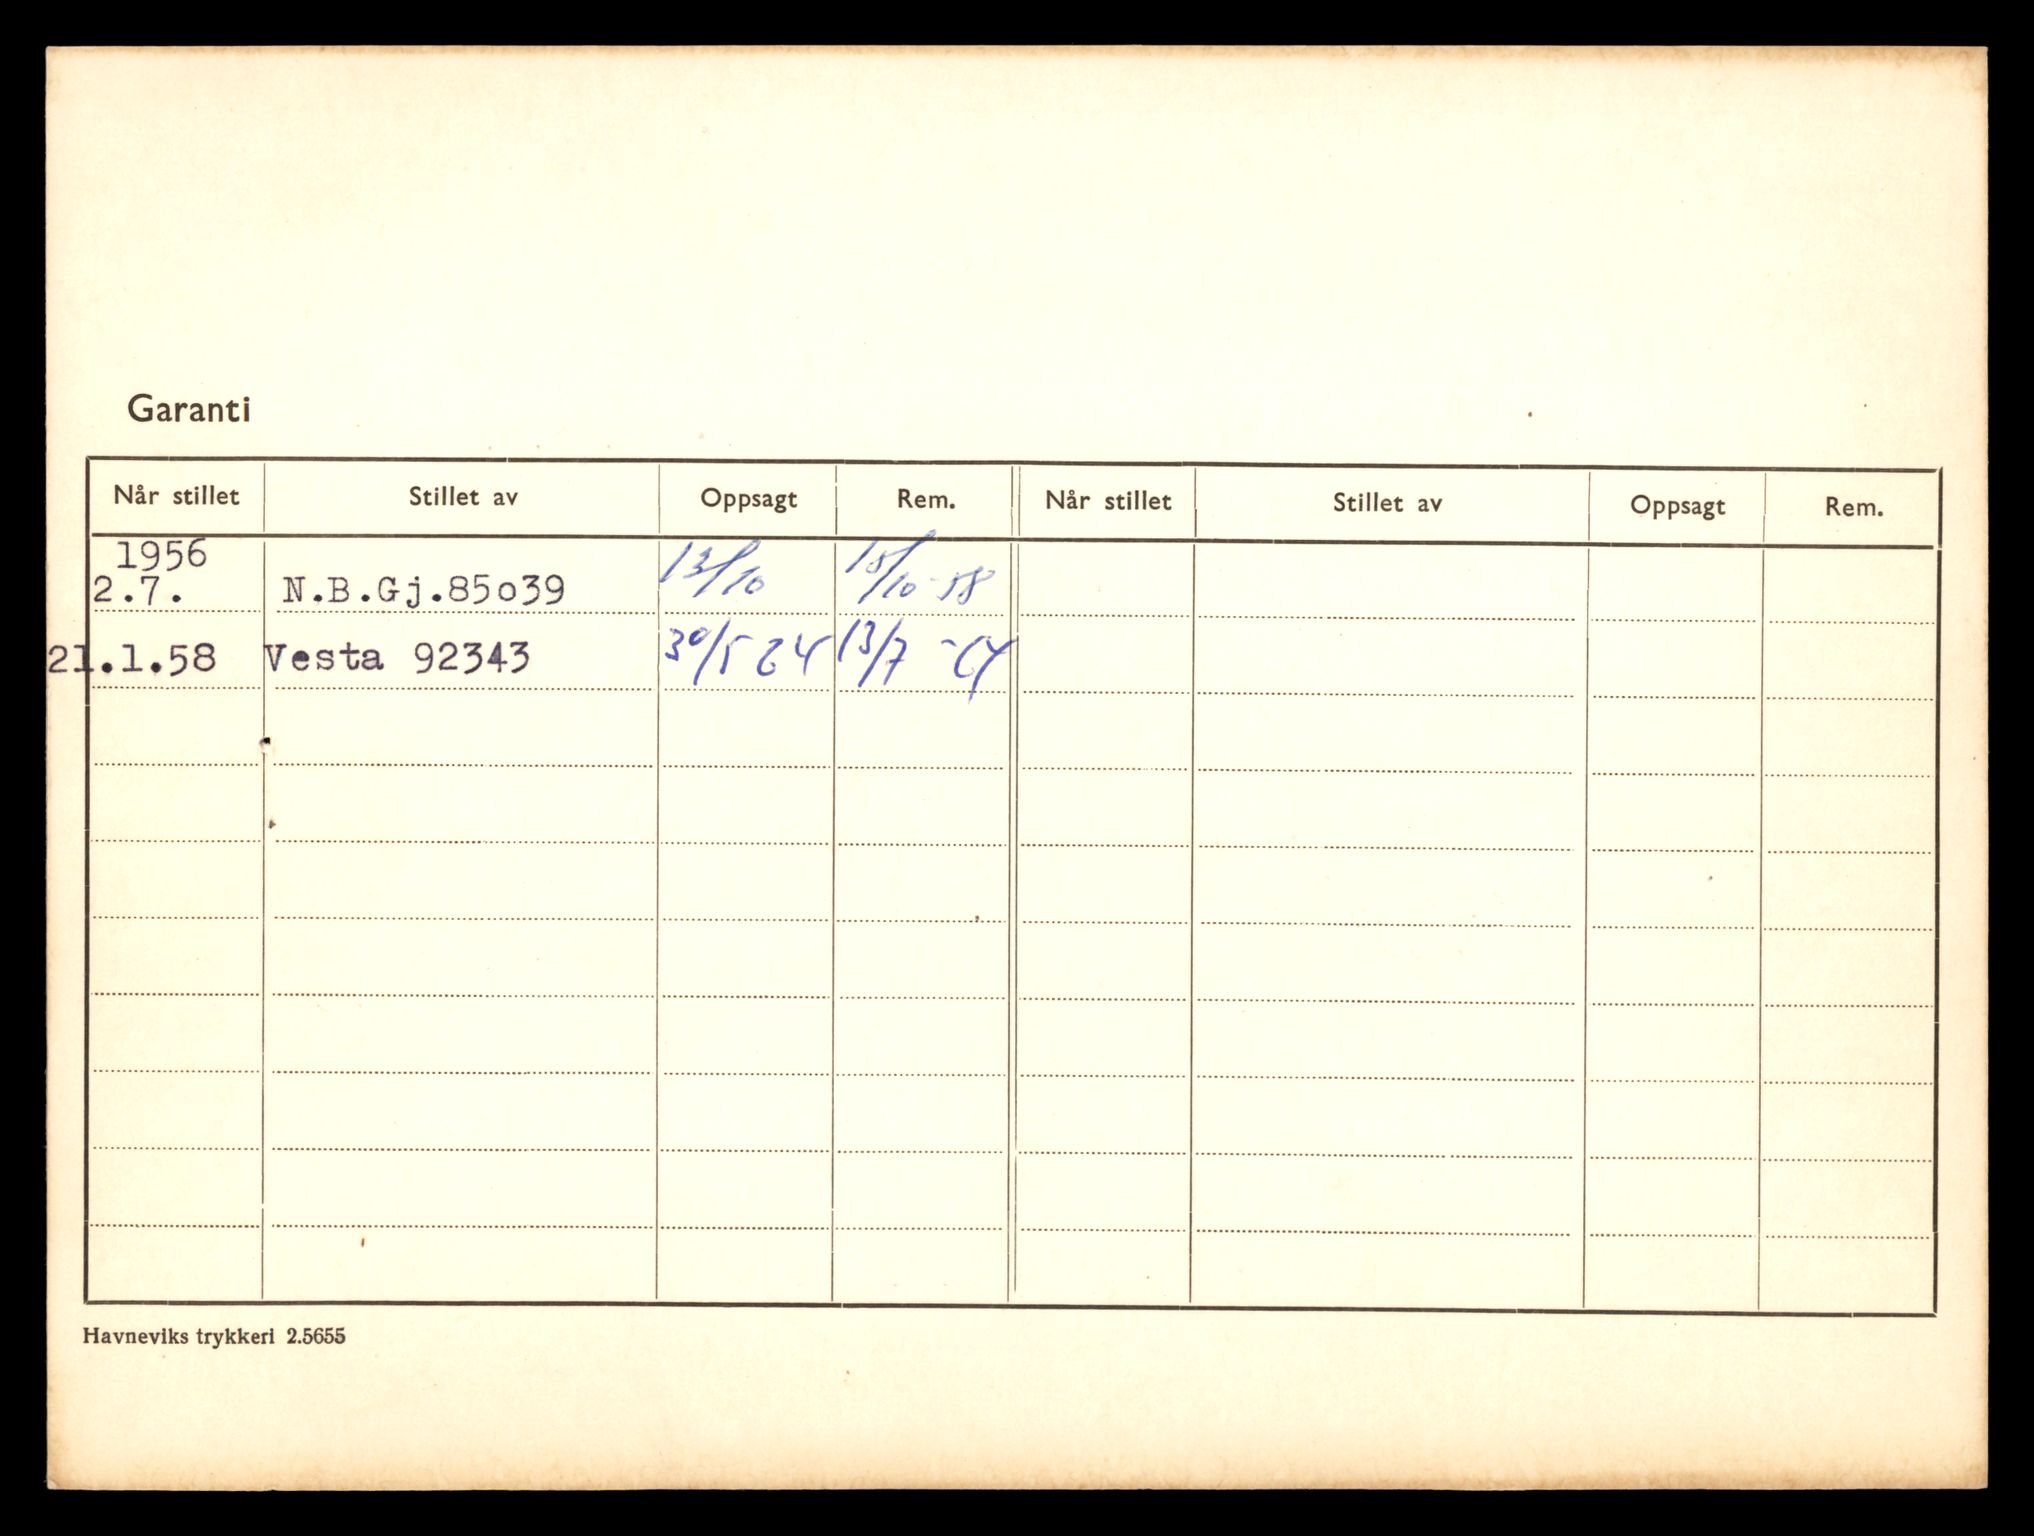 Garanti
Når stillet Stillet av Oppsagt Rem. Når stillet Stillet av Oppsagt Rem.
1956
2.7. N.B.Gj.85o39 13/10 15/10-58
21.1.58 Vesta 92343 30/5 64 13/7 -64
Havneviks trykkeri 2.5655